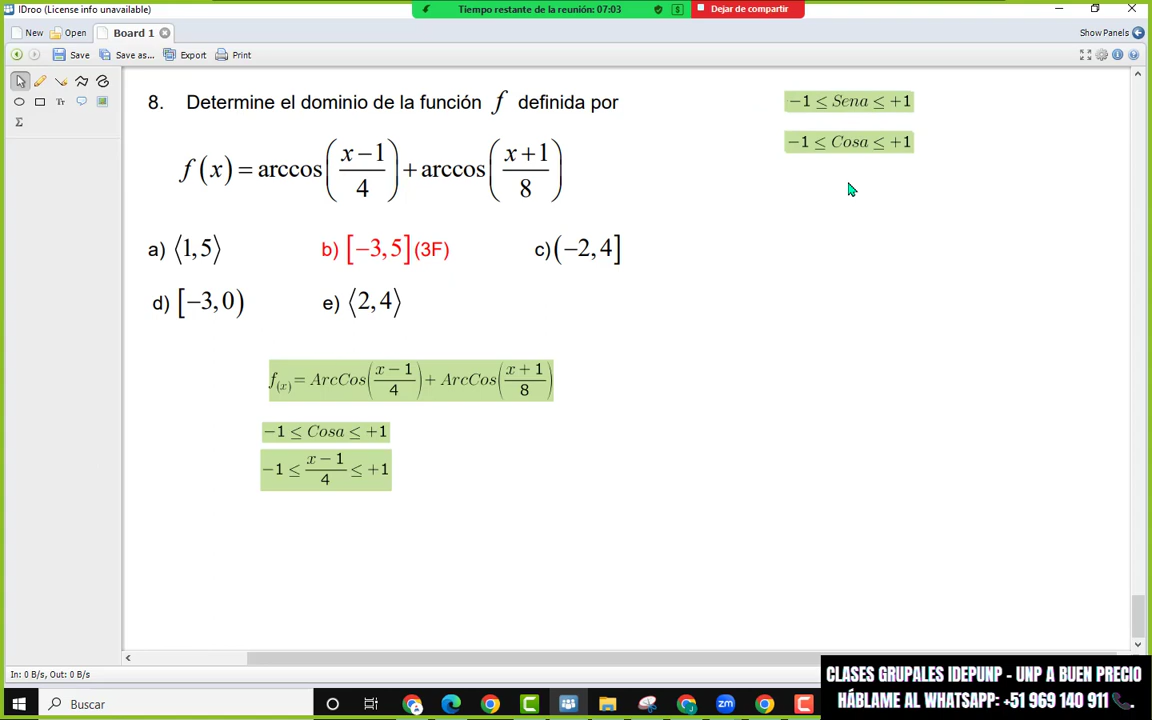 IDroo (License info unavailable)
Tiempo restante de la reunión: 07:03
Dejar de compartir
New Open Board 1
Show Panels
Save Save as... Export Print
Tr
Σ
8. Determine el dominio de la función f definida por
f(x) = arccos((x−1)/4) + arccos((x+1)/8)
a) ⟨1,5⟩ b) [−3,5] (3F) c) (−2,4]
d) [−3,0) e) ⟨2,4⟩
−1 ≤ Sena ≤ +1
−1 ≤ Cosa ≤ +1
f(x) = ArcCos((x − 1)/4) + ArcCos((x + 1)/8)
−1 ≤ Cosa ≤ +1
−1 ≤ (x − 1)/4 ≤ +1
In: 0 B/s, Out: 0 B/s
CLASES GRUPALES IDEPUNP - UNP A BUEN PRECIO
HÁBLAME AL WHATSAPP: +51 969 140 911
Buscar